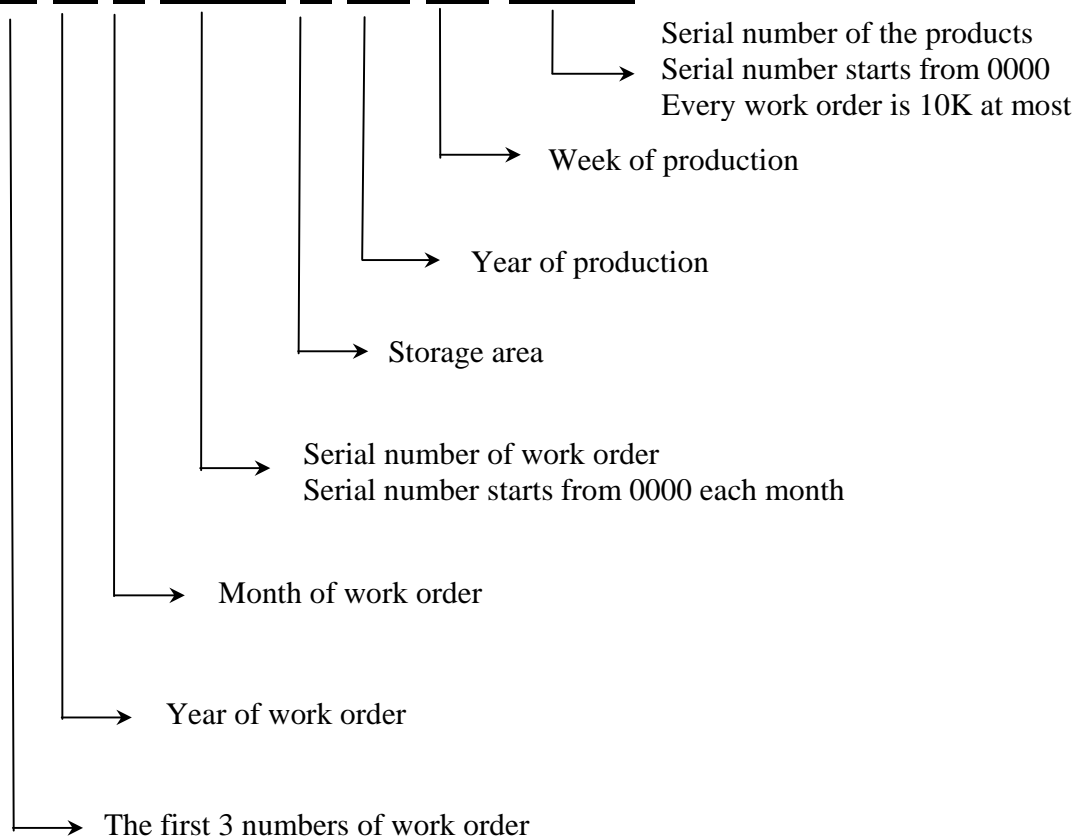 Serial number of the products
Serial number starts from 0000
Every work order is 10K at most
Week of production
Year of production
Storage area
Serial number of work order
Serial number starts from 0000 each month
Month of work order
Year of work order
The first 3 numbers of work order